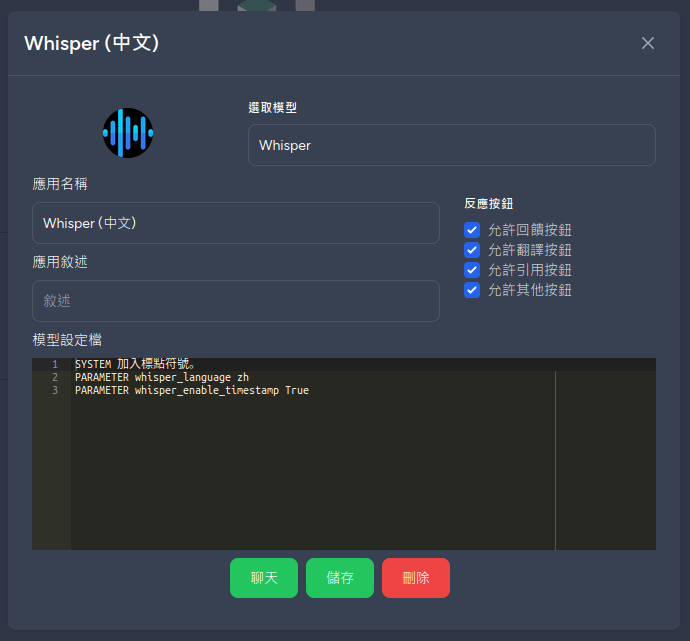 Whisper (中文)
選取模型
Whisper
應用名稱
Whisper (中文)
應用敘述
敘述
反應按鈕
允許回饋按鈕
允許翻譯按鈕
允許引用按鈕
允許其他按鈕
模型設定檔
1 SYSTEM 加入標點符號。
2 PARAMETER whisper_language zh
3 PARAMETER whisper_enable_timestamp True
聊天 儲存 刪除